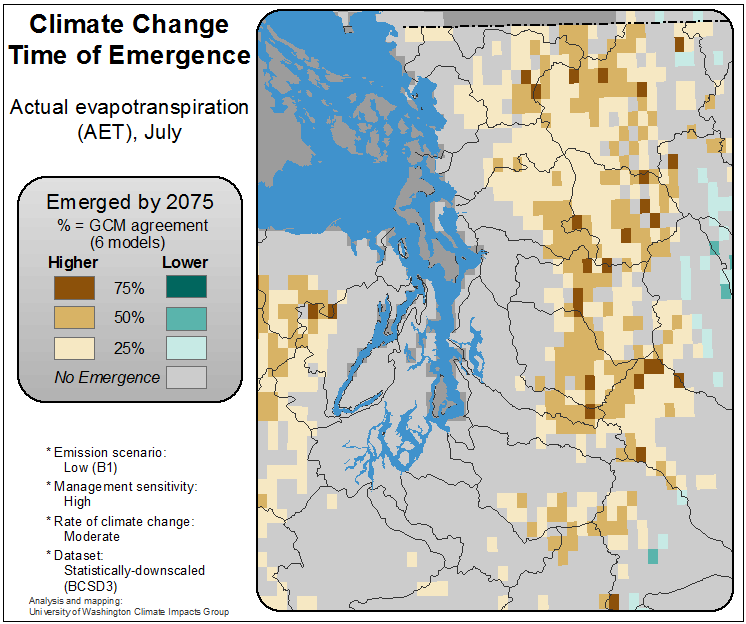 Climate Change
Time of Emergence
Actual evapotranspiration
(AET), July
Emerged by 2075
% = GCM agreement
(6 models)
Higher Lower
75%
50%
25%
No Emergence
* Emission scenario:
Low (B1)
* Management sensitivity:
High
* Rate of climate change:
Moderate
* Dataset:
Statistically-downscaled
(BCSD3)
Analysis and mapping:
University of Washington Climate Impacts Group